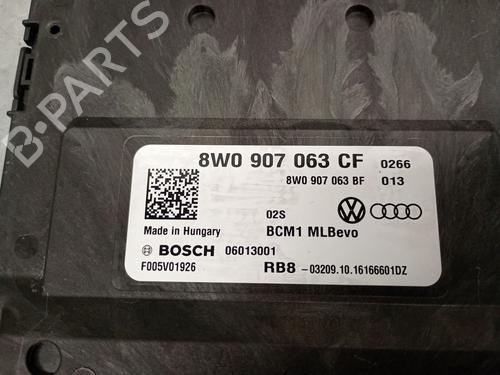 8W0 907 063 CF 0266
8W0 907 063 BF 013
02S
Made in Hungary BCM1 MLBevo
BOSCH 06013001
F005V01926 RB8 -03209.10.16166601DZ
B-PARTS